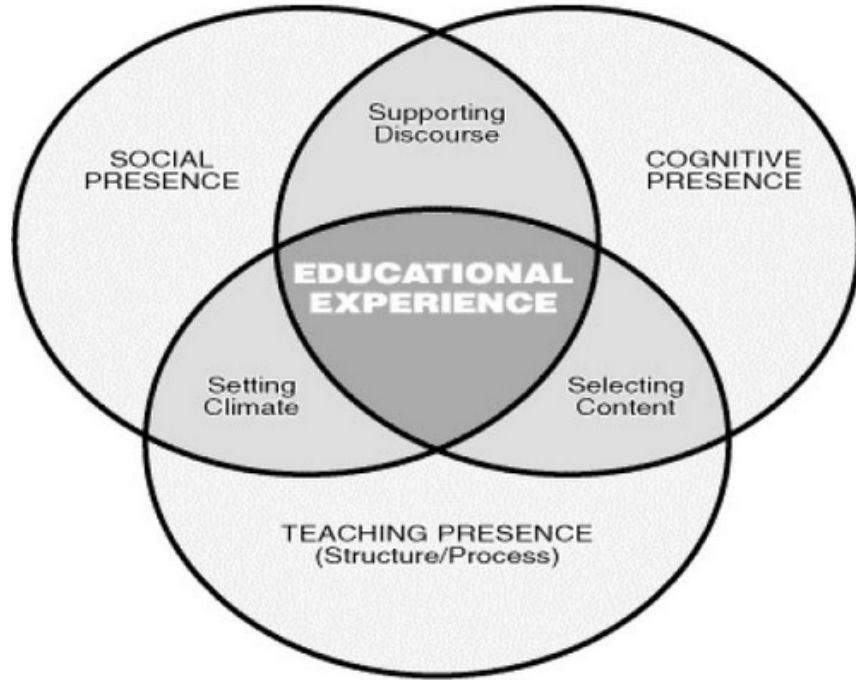 Supporting
Discourse
SOCIAL
PRESENCE
COGNITIVE
PRESENCE
EDUCATIONAL
EXPERIENCE
Setting
Climate
Selecting
Content
TEACHING PRESENCE
(Structure/Process)